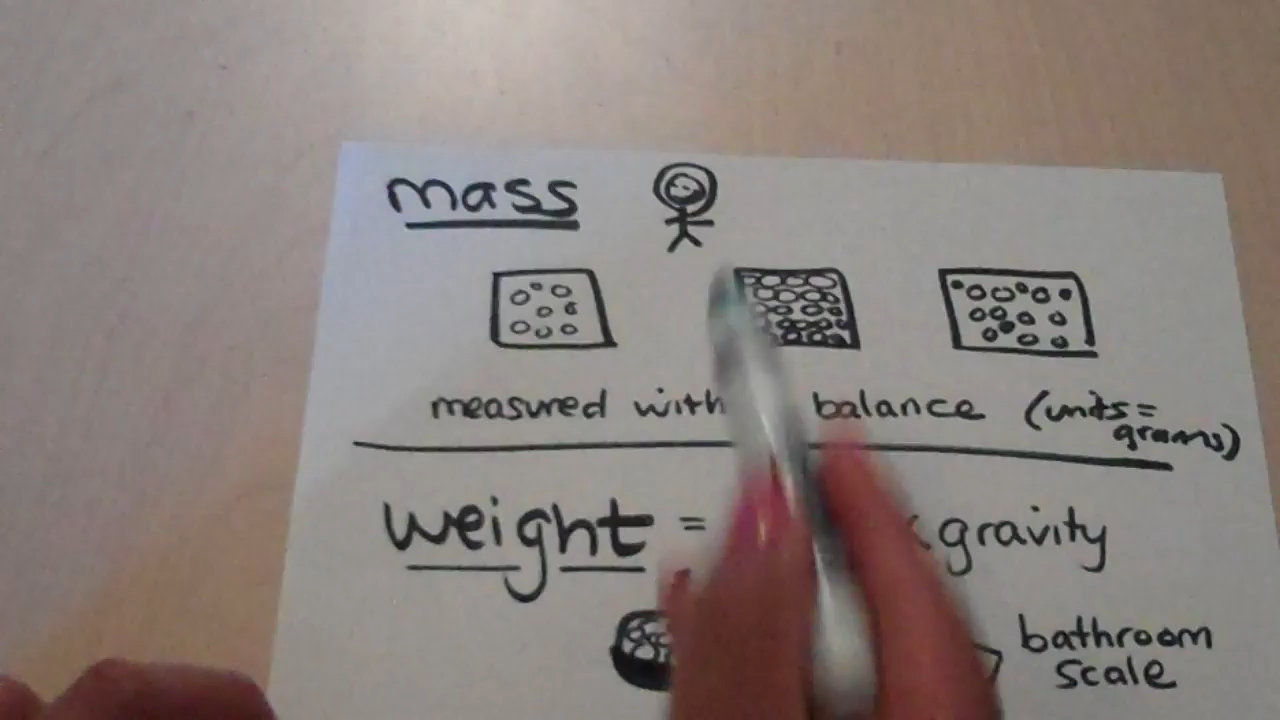 mass
measured with balance (units =
grams)
weight = gravity
bathroom
scale